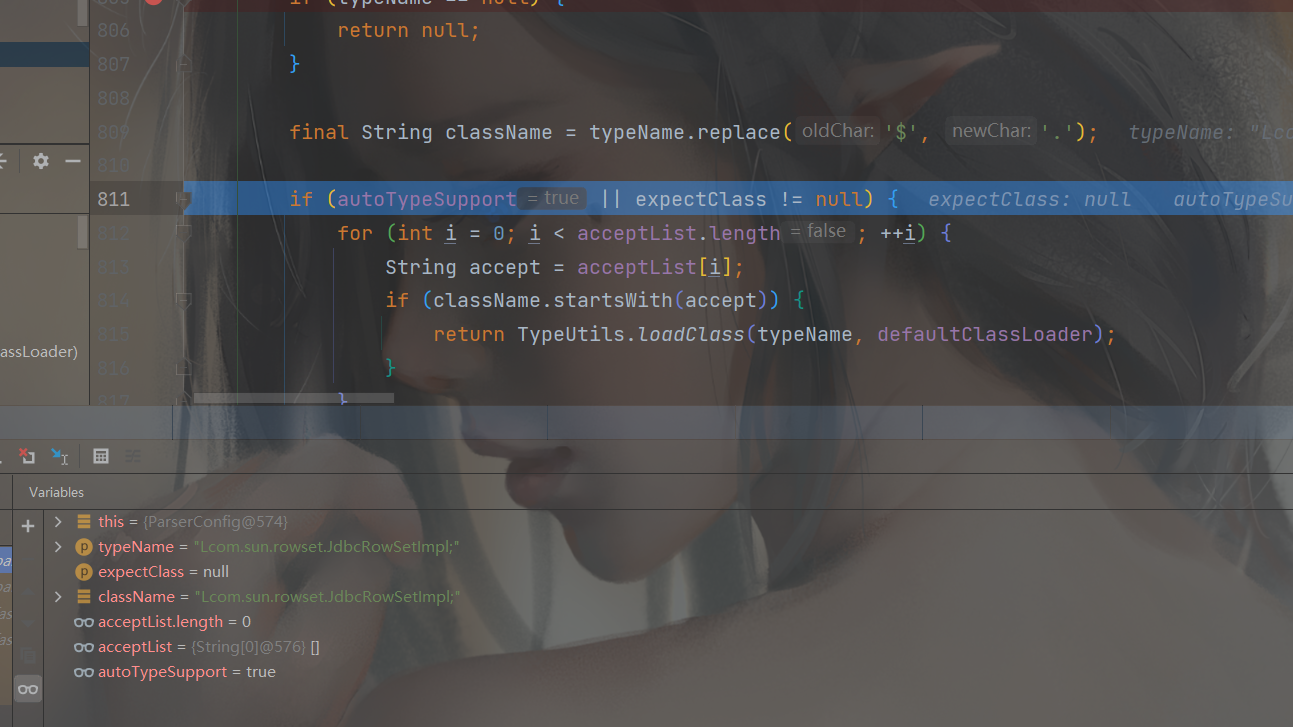 805 if (typeName == null) {
806 return null;
807 }
808
809 final String className = typeName.replace( oldChar: '$', newChar: '.'); typeName: "Lco
810
811 if (autoTypeSupport = true || expectClass != null) { expectClass: null autoTypeSu
812 for (int i = 0; i < acceptList.length = false ; ++i) {
813 String accept = acceptList[i];
814 if (className.startsWith(accept)) {
815 return TypeUtils.loadClass(typeName, defaultClassLoader);
assLoader)
816 }
817 }
Variables
this = {ParserConfig@574}
typeName = "Lcom.sun.rowset.JdbcRowSetImpl;"
expectClass = null
className = "Lcom.sun.rowset.JdbcRowSetImpl;"
acceptList.length = 0
acceptList = {String[0]@576} []
autoTypeSupport = true